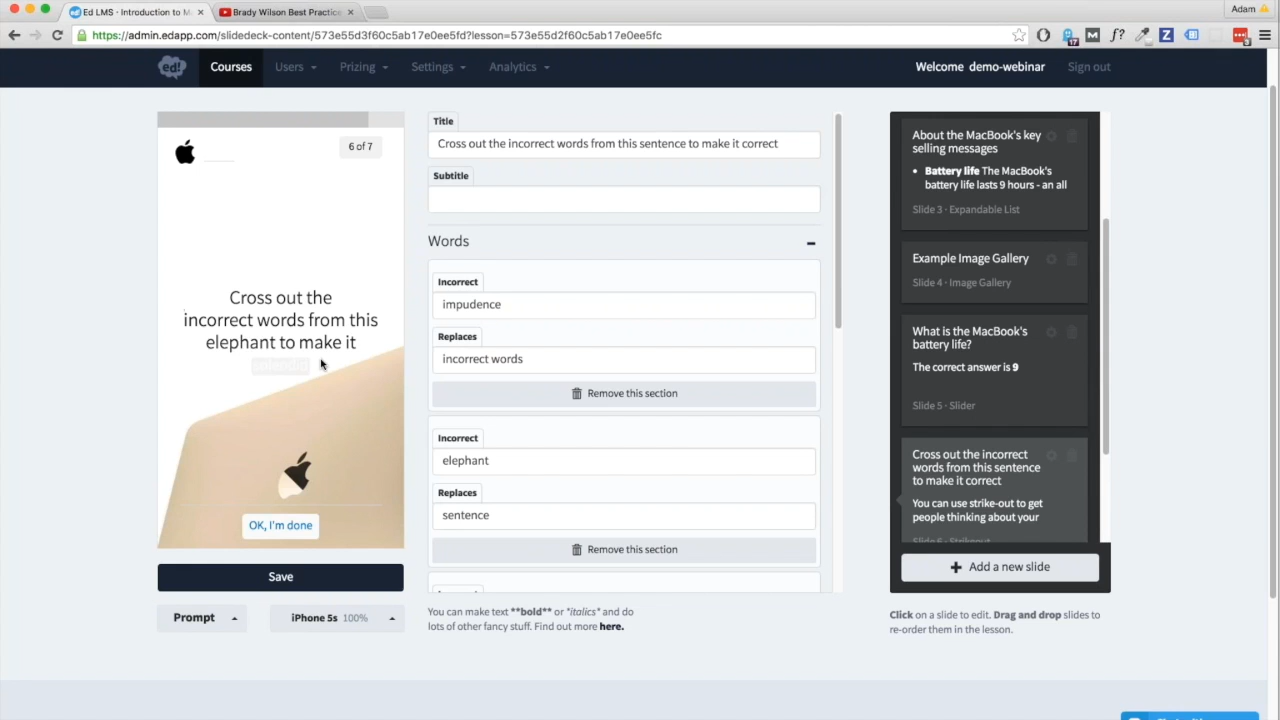 Ed LMS - Introduction to M
Brady Wilson Best Practice
Adam
https://admin.edapp.com/slidedeck-content/573e55d3f60c5ab17e0ee5fd?lesson=573e55d2f60c5ab17e0ee5fc
ed!
Courses
Users
Prizing
Settings
Analytics
Welcome demo-webinar
Sign out
6 of 7
Cross out the
incorrect words from this
elephant to make it
OK, I'm done
Save
Prompt
iPhone 5s 100%
Title
Cross out the incorrect words from this sentence to make it correct
Subtitle
Words
Incorrect
impudence
Replaces
incorrect words
Remove this section
Incorrect
elephant
Replaces
sentence
Remove this section
You can make text **bold** or *italics* and do
lots of other fancy stuff. Find out more here.
About the MacBook's key
selling messages
Battery life The MacBook's
battery life lasts 9 hours - an all
Slide 3 · Expandable List
Example Image Gallery
Slide 4 · Image Gallery
What is the MacBook's
battery life?
The correct answer is 9
Slide 5 · Slider
Cross out the incorrect
words from this sentence
to make it correct
You can use strike-out to get
people thinking about your
Slide 6 · Strikeout
Add a new slide
Click on a slide to edit. Drag and drop slides to
re-order them in the lesson.